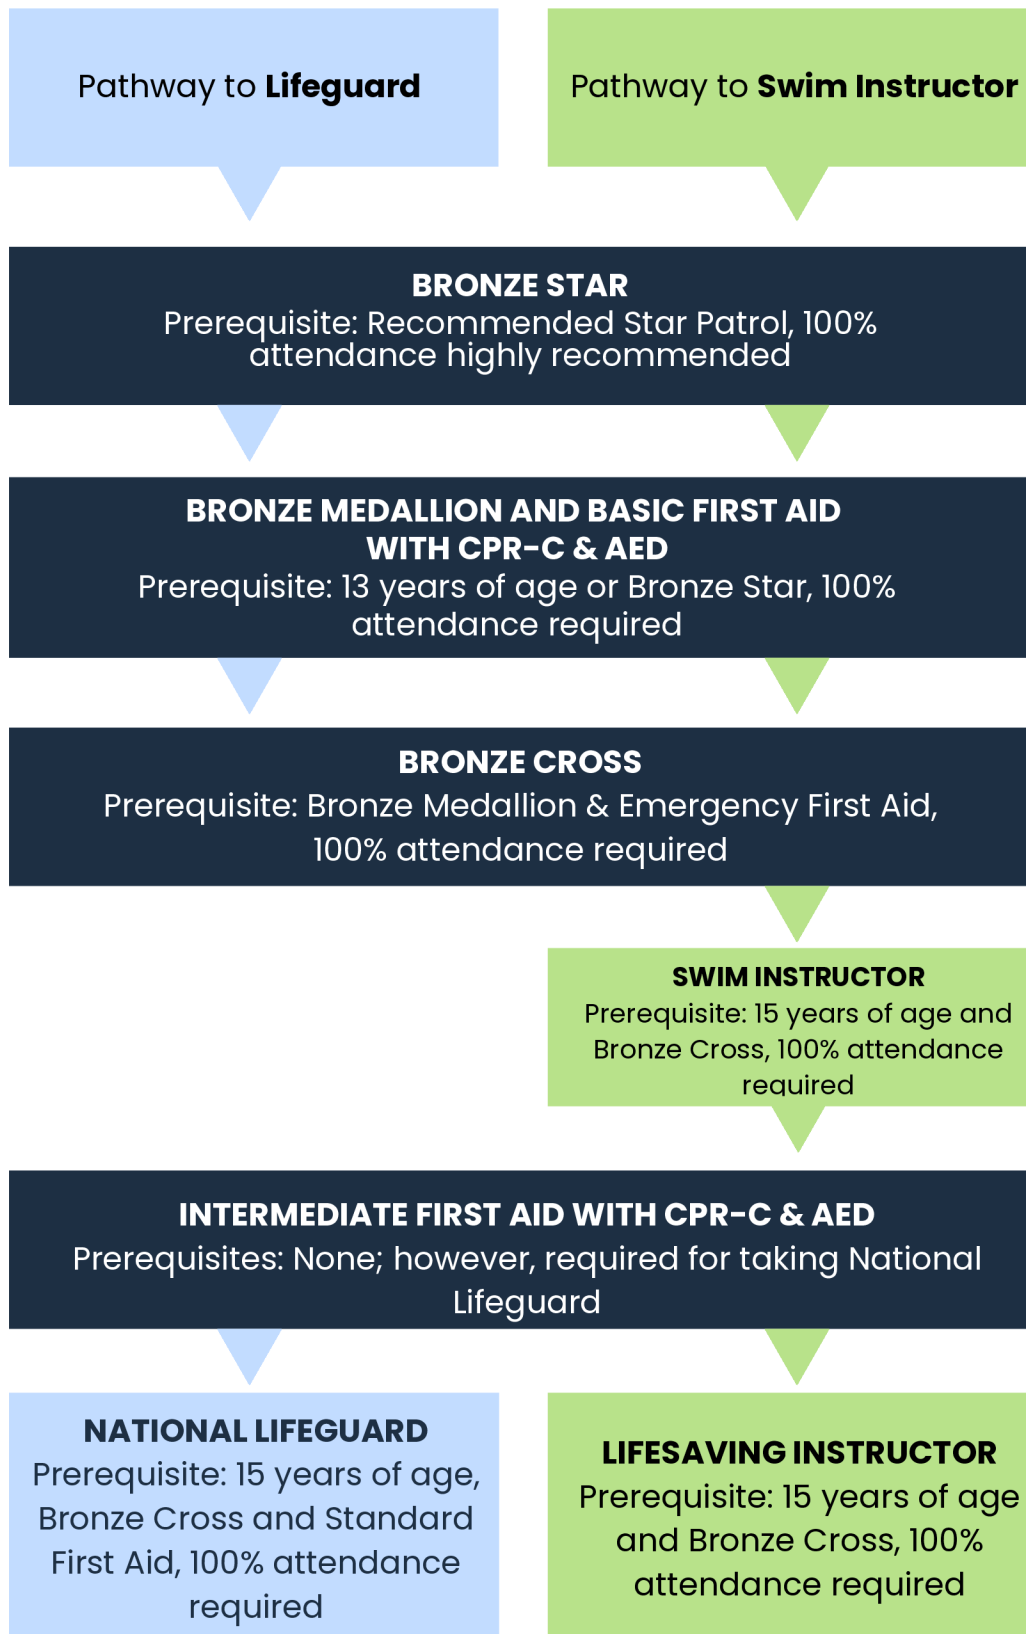 Pathway to Lifeguard
Pathway to Swim Instructor
BRONZE STAR
Prerequisite: Recommended Star Patrol, 100%
attendance highly recommended
BRONZE MEDALLION AND BASIC FIRST AID
WITH CPR-C & AED
Prerequisite: 13 years of age or Bronze Star, 100%
attendance required
BRONZE CROSS
Prerequisite: Bronze Medallion & Emergency First Aid,
100% attendance required
SWIM INSTRUCTOR
Prerequisite: 15 years of age and
Bronze Cross, 100% attendance
required
INTERMEDIATE FIRST AID WITH CPR-C & AED
Prerequisites: None; however, required for taking National
Lifeguard
NATIONAL LIFEGUARD
Prerequisite: 15 years of age,
Bronze Cross and Standard
First Aid, 100% attendance
required
LIFESAVING INSTRUCTOR
Prerequisite: 15 years of age
and Bronze Cross, 100%
attendance required